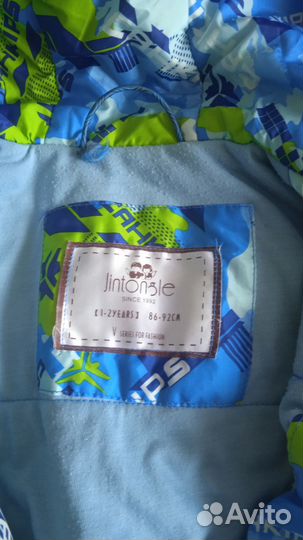 Jintongle
SINCE 1992
[1-2YEARS] 86-92CM
V SERIES FOR FASHION
Avito